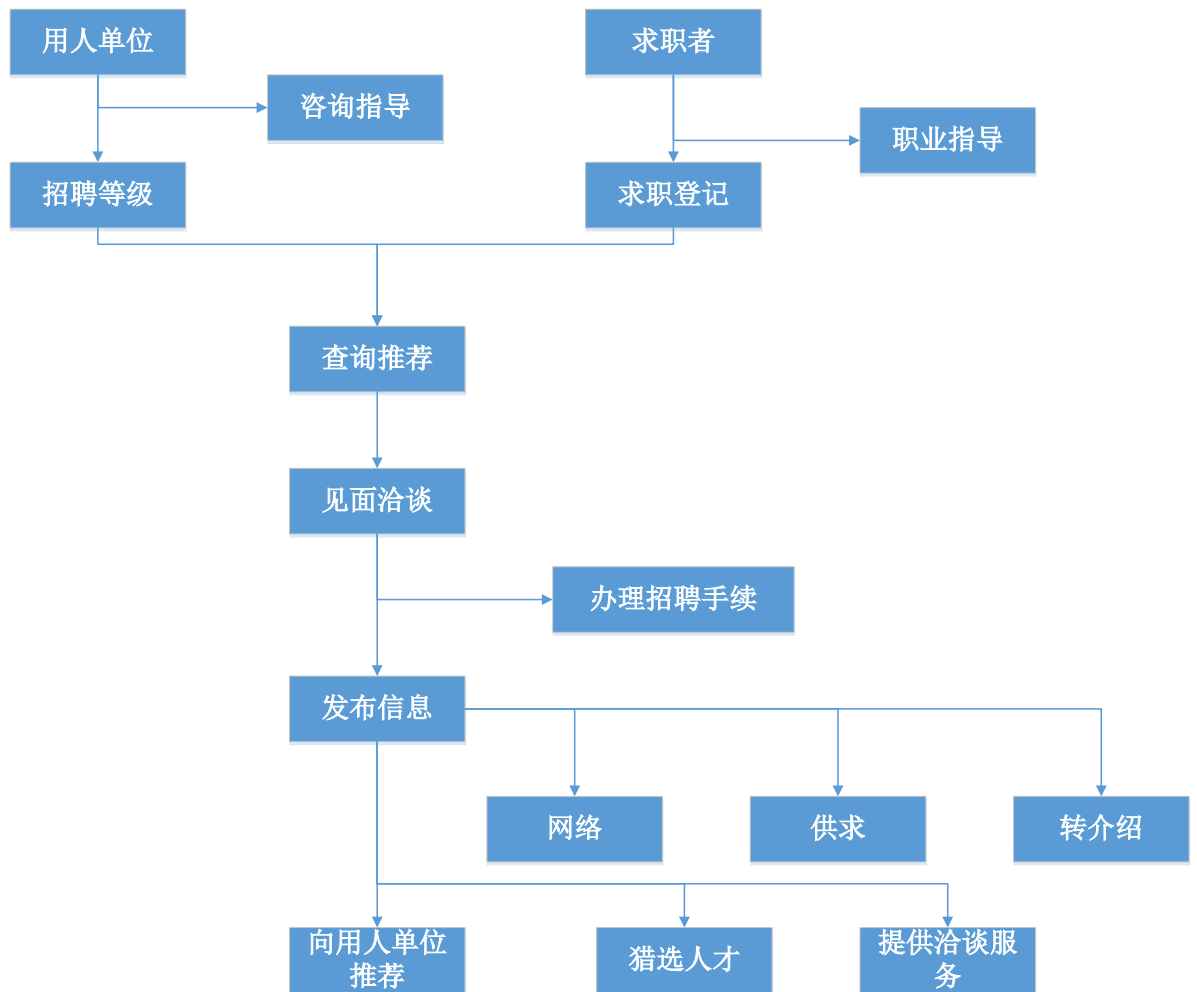 用人单位
求职者
咨询指导
职业指导
招聘等级
求职登记
查询推荐
见面洽谈
办理招聘手续
发布信息
网络
供求
转介绍
向用人单位
推荐
猎选人才
提供洽谈服
务